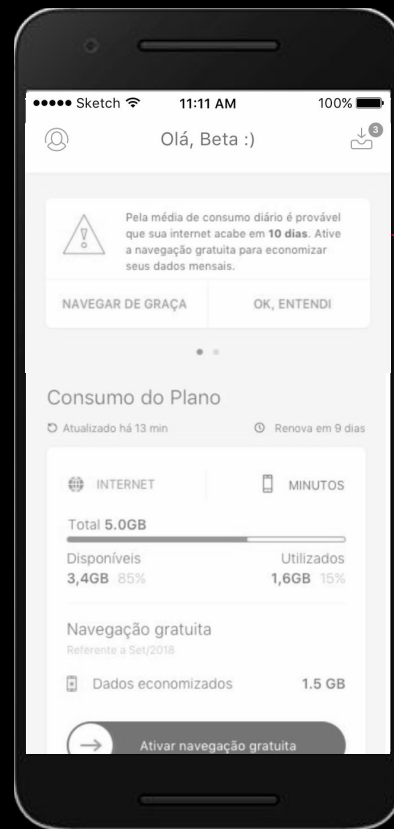 Sketch 11:11 AM 100%
Olá, Beta :) 3
Pela média de consumo diário é provável
que sua internet acabe em 10 dias. Ative
a navegação gratuita para economizar
seus dados mensais.
NAVEGAR DE GRAÇA OK, ENTENDI
Consumo do Plano
Atualizado há 13 min Renova em 9 dias
INTERNET MINUTOS
Total 5.0GB
Disponíveis Utilizados
3,4GB 85% 1,6GB 15%
Navegação gratuita
Referente a Set/2018
Dados economizados 1.5 GB
Ativar navegação gratuita